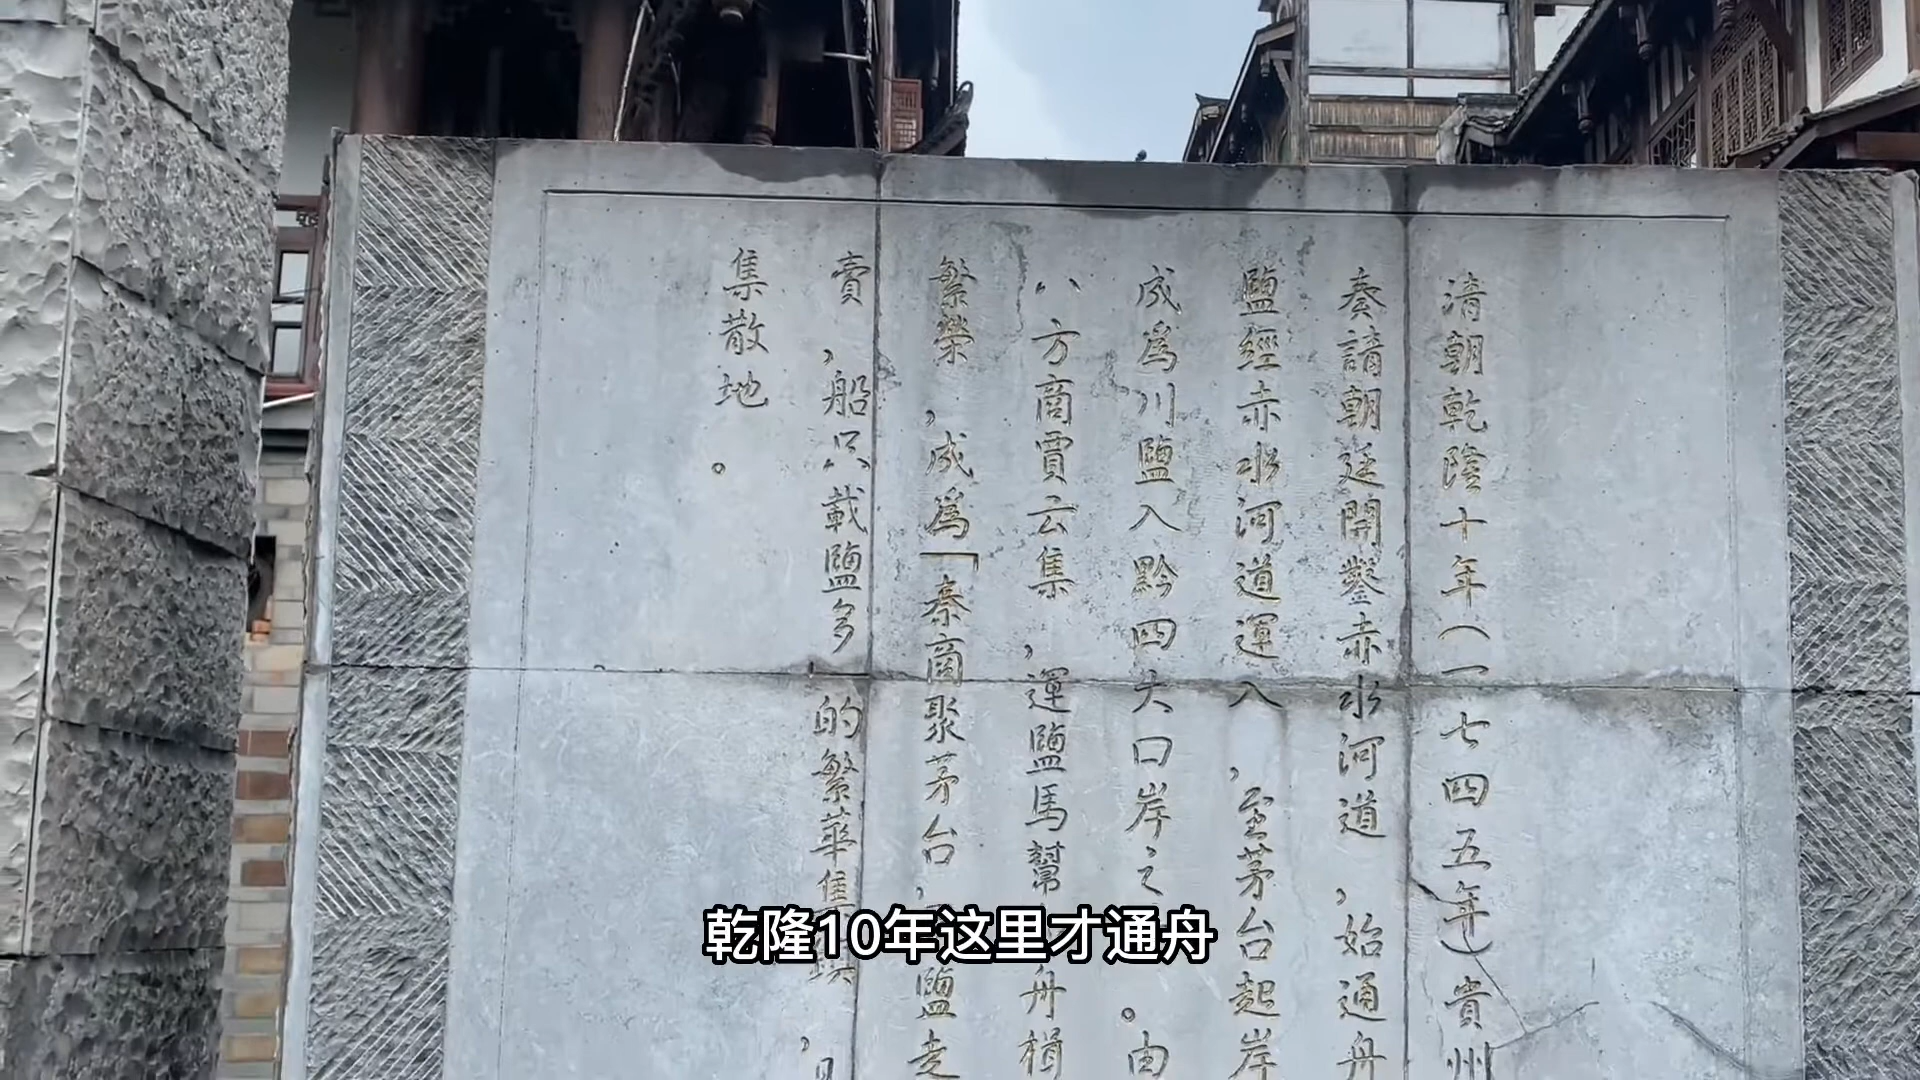 清朝乾隆十年（一七四五年）貴州
奏請朝廷開鑿赤水河道，始通舟
鹽經赤水河道運入，至茅台起岸
成爲川鹽入黔四大口岸之。由
八方商賈云集，運鹽馬幫舟楫
繁榮，成爲「秦商聚茅台，鹽走
賣，船只載鹽多的繁華集鎮，
集散地。
乾隆10年这里才通舟